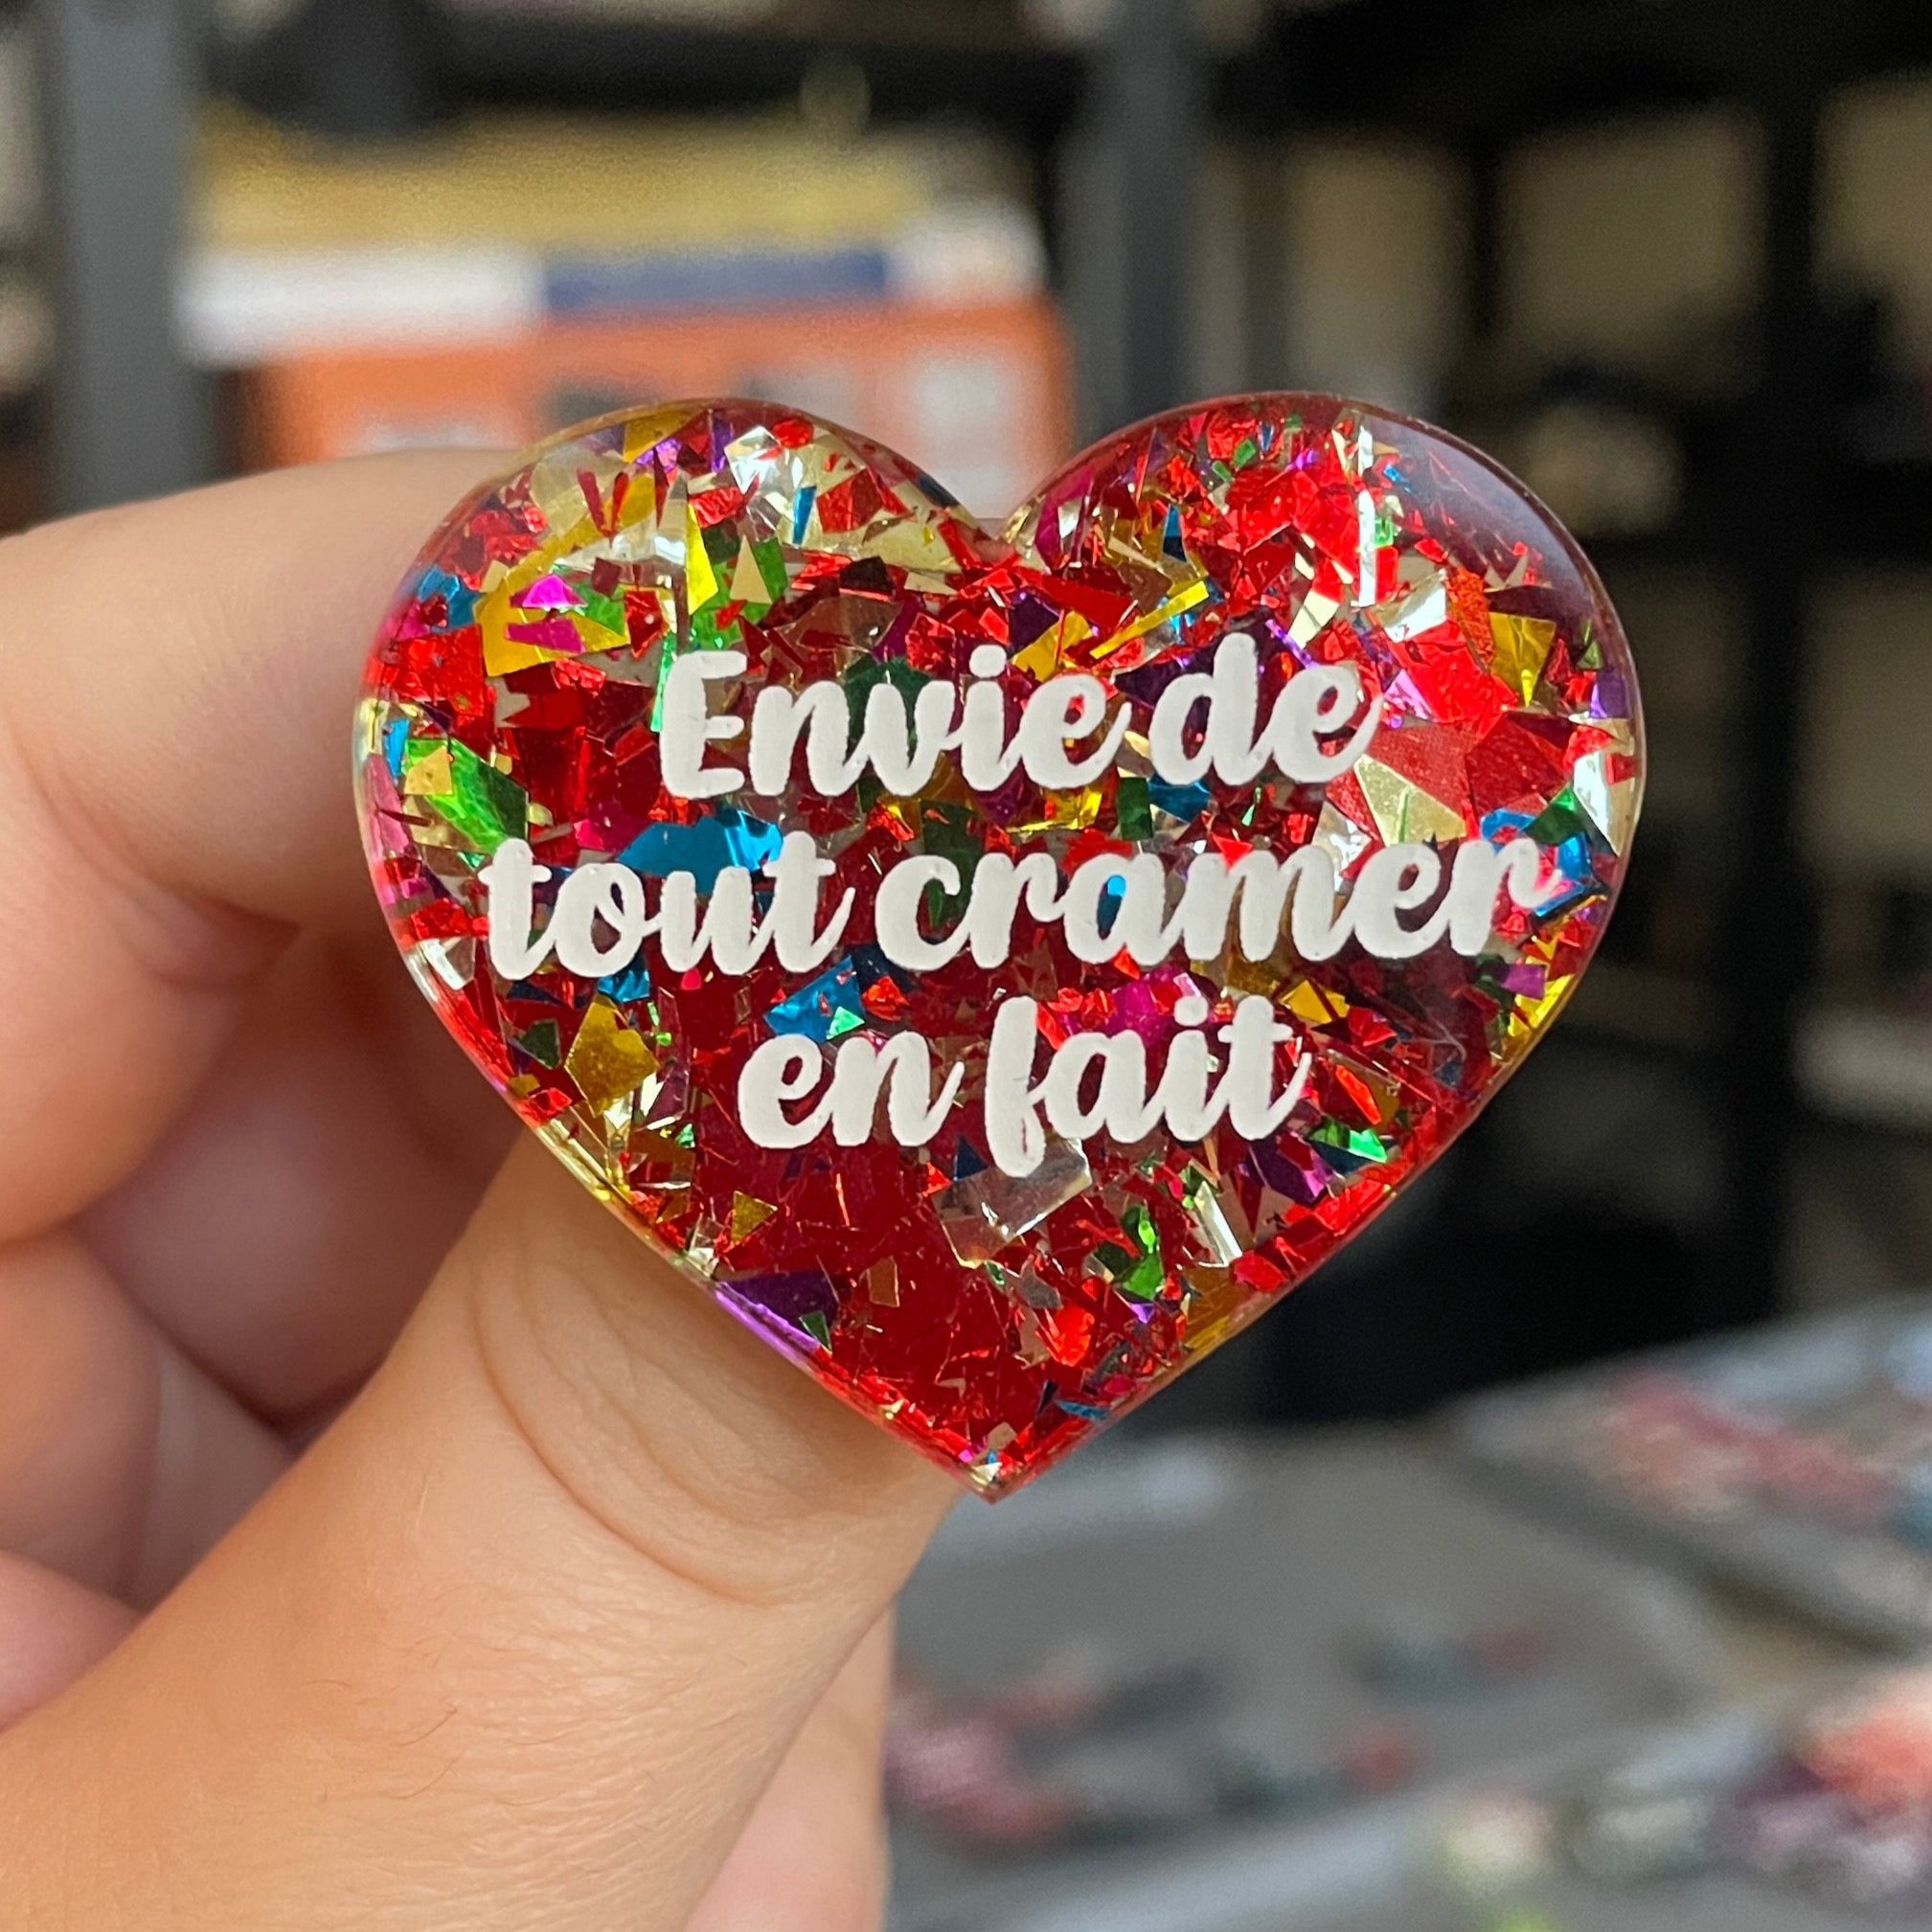 Envie de
tout cramer
en fait